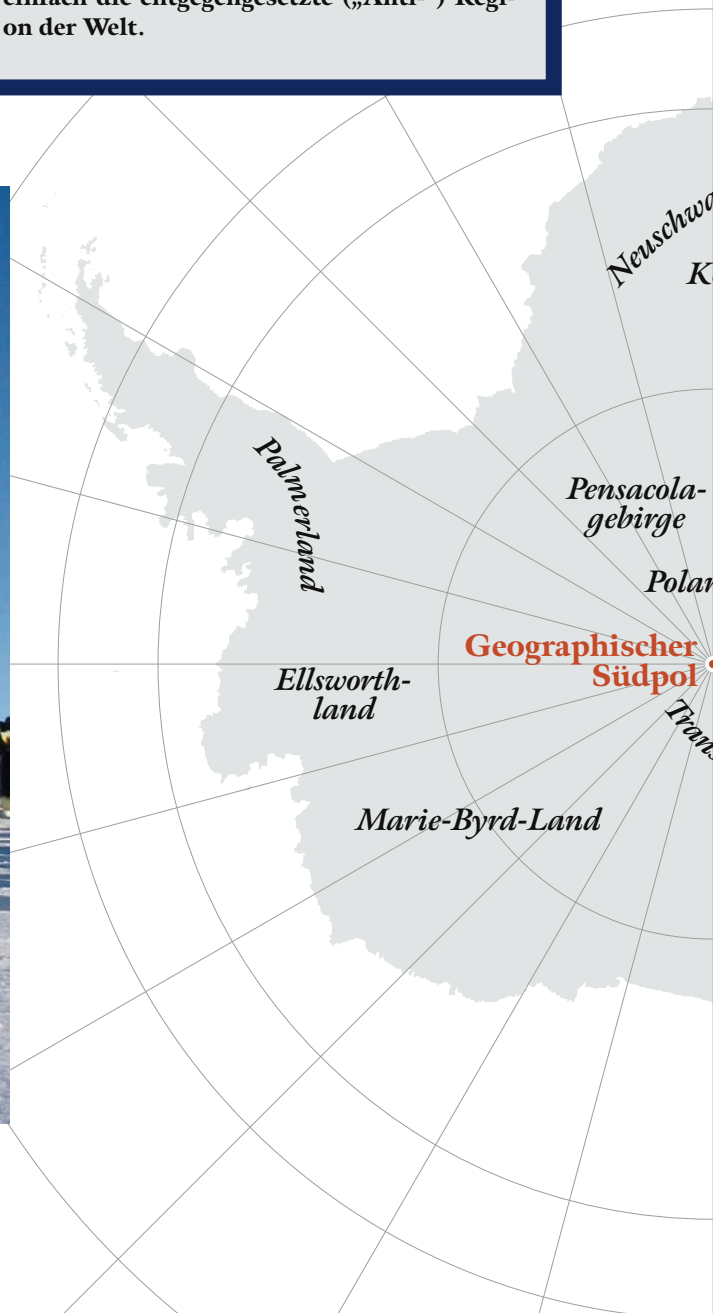 on der Welt.
Neuschwa
K
Palmerland
Pensacola-
gebirge
Polar
Geographischer
Südpol
Ellsworth-
land
Trans
Marie-Byrd-Land